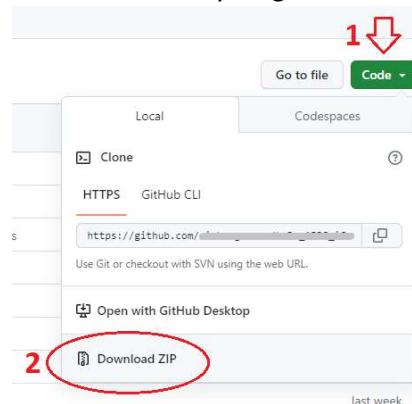 1
Go to file Code
Local Codespaces
Clone
HTTPS GitHub CLI
s
https://github.com/
Use Git or checkout with SVN using the web URL.
Open with GitHub Desktop
2 Download ZIP
last week